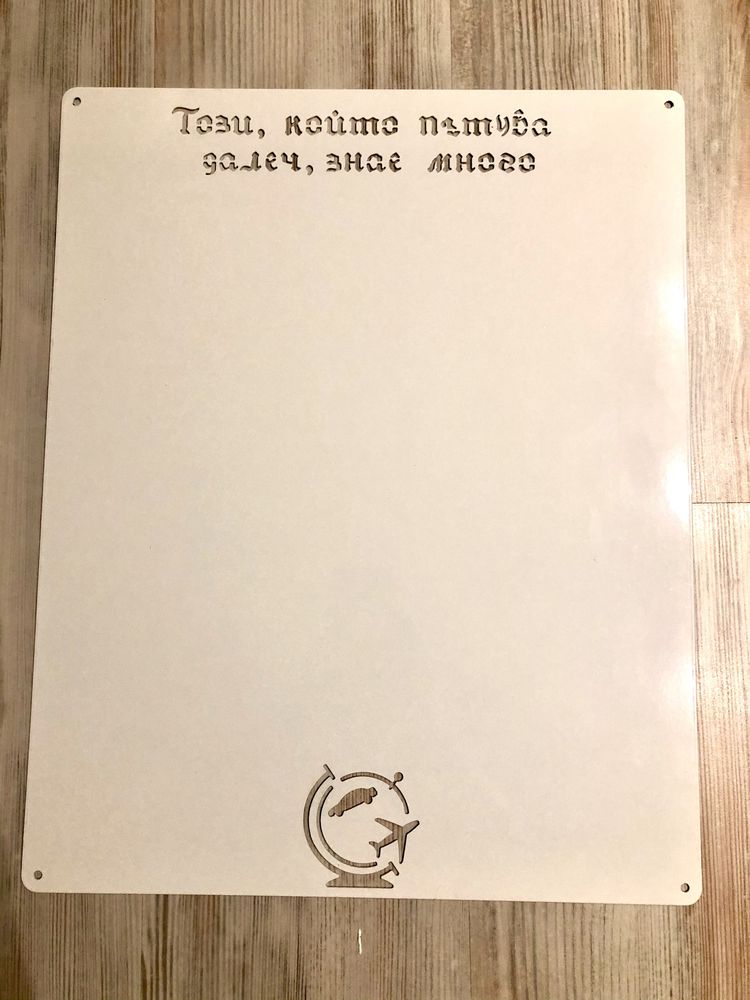 Този, който пътува
далеч, знае много